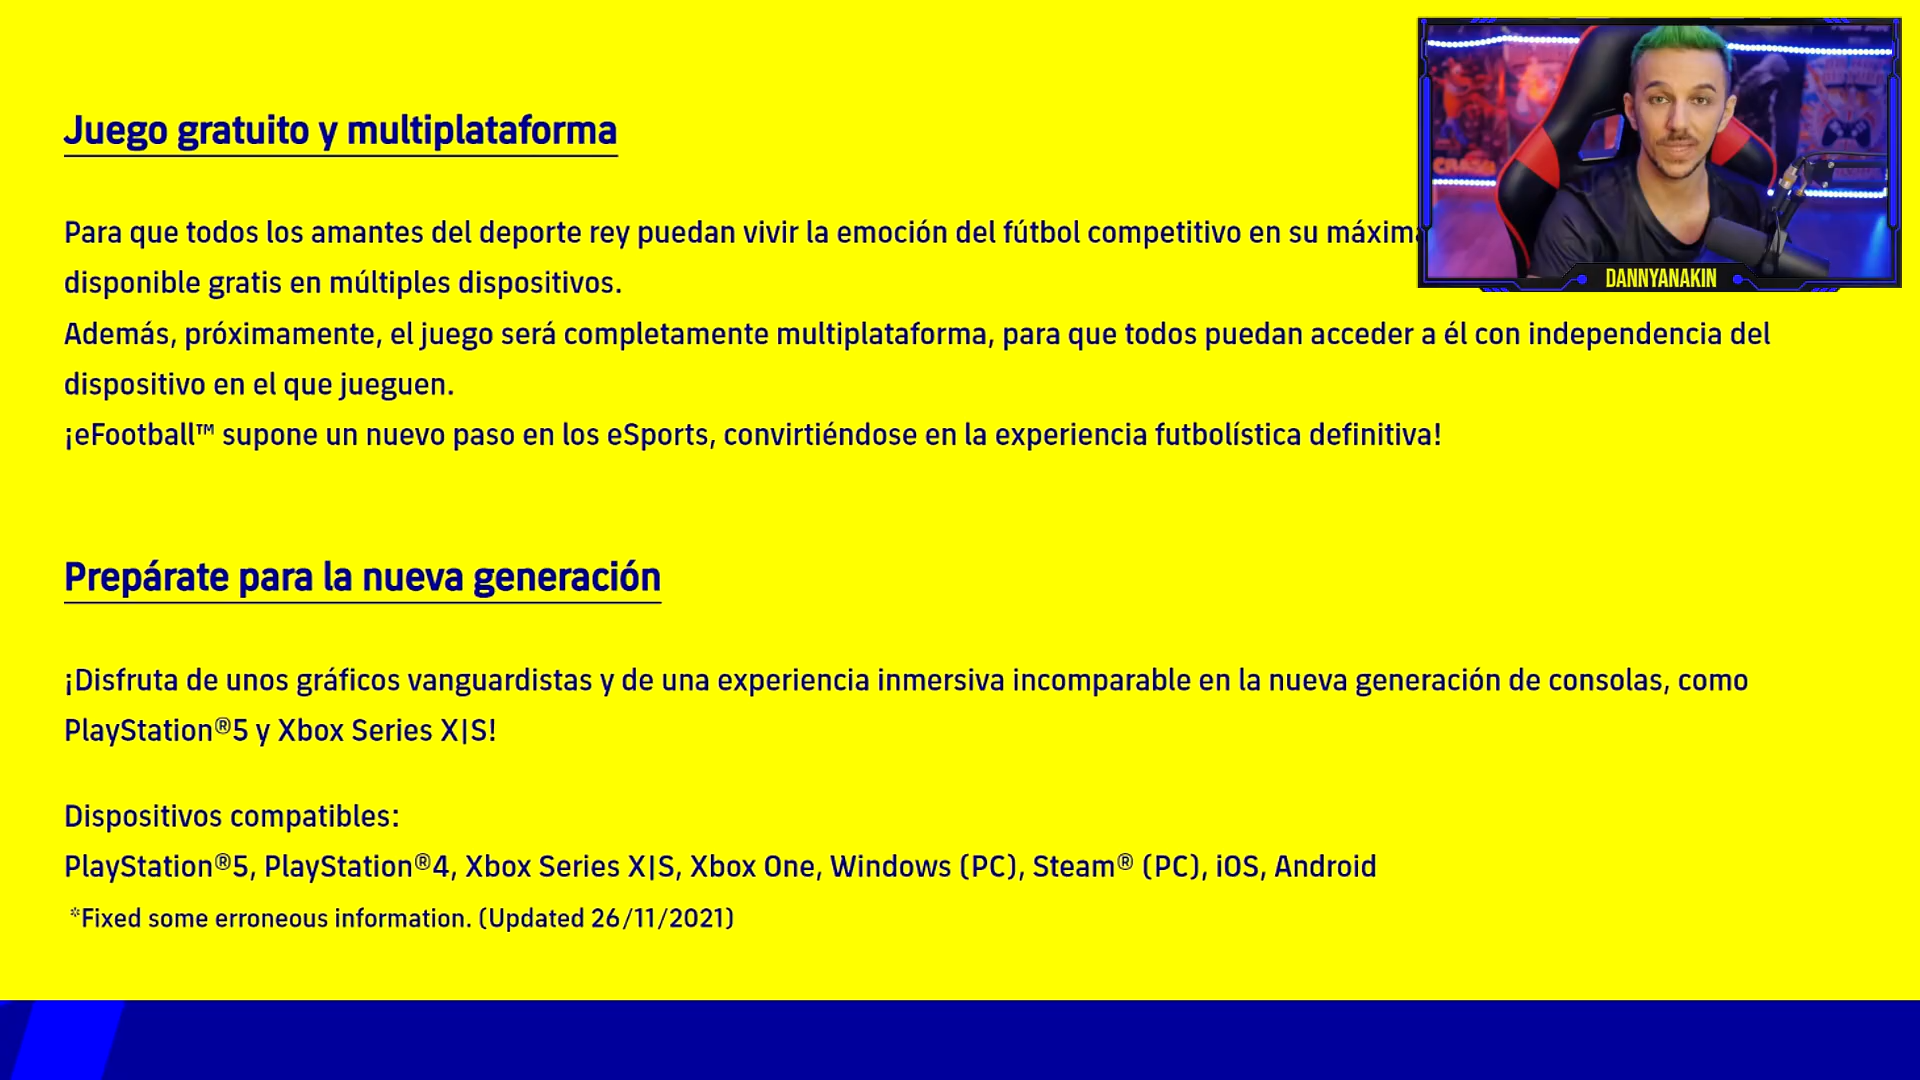 Juego gratuito y multiplataforma
Para que todos los amantes del deporte rey puedan vivir la emoción del fútbol competitivo en su
disponible gratis en múltiples dispositivos.
Además, próximamente, el juego será completamente multiplataforma, para que todos puedan acceder a él con independencia del
dispositivo en el que jueguen.
¡eFootball™ supone un nuevo paso en los eSports, convirtiéndose en la experiencia futbolística definitiva!
Prepárate para la nueva generación
¡Disfruta de unos gráficos vanguardistas y de una experiencia inmersiva incomparable en la nueva generación de consolas, como
PlayStation®5 y Xbox Series X|S!
Dispositivos compatibles:
PlayStation®5, PlayStation®4, Xbox Series X|S, Xbox One, Windows (PC), Steam® (PC), iOS, Android
*Fixed some erroneous information. (Updated 26/11/2021)
DANNYANAKIN